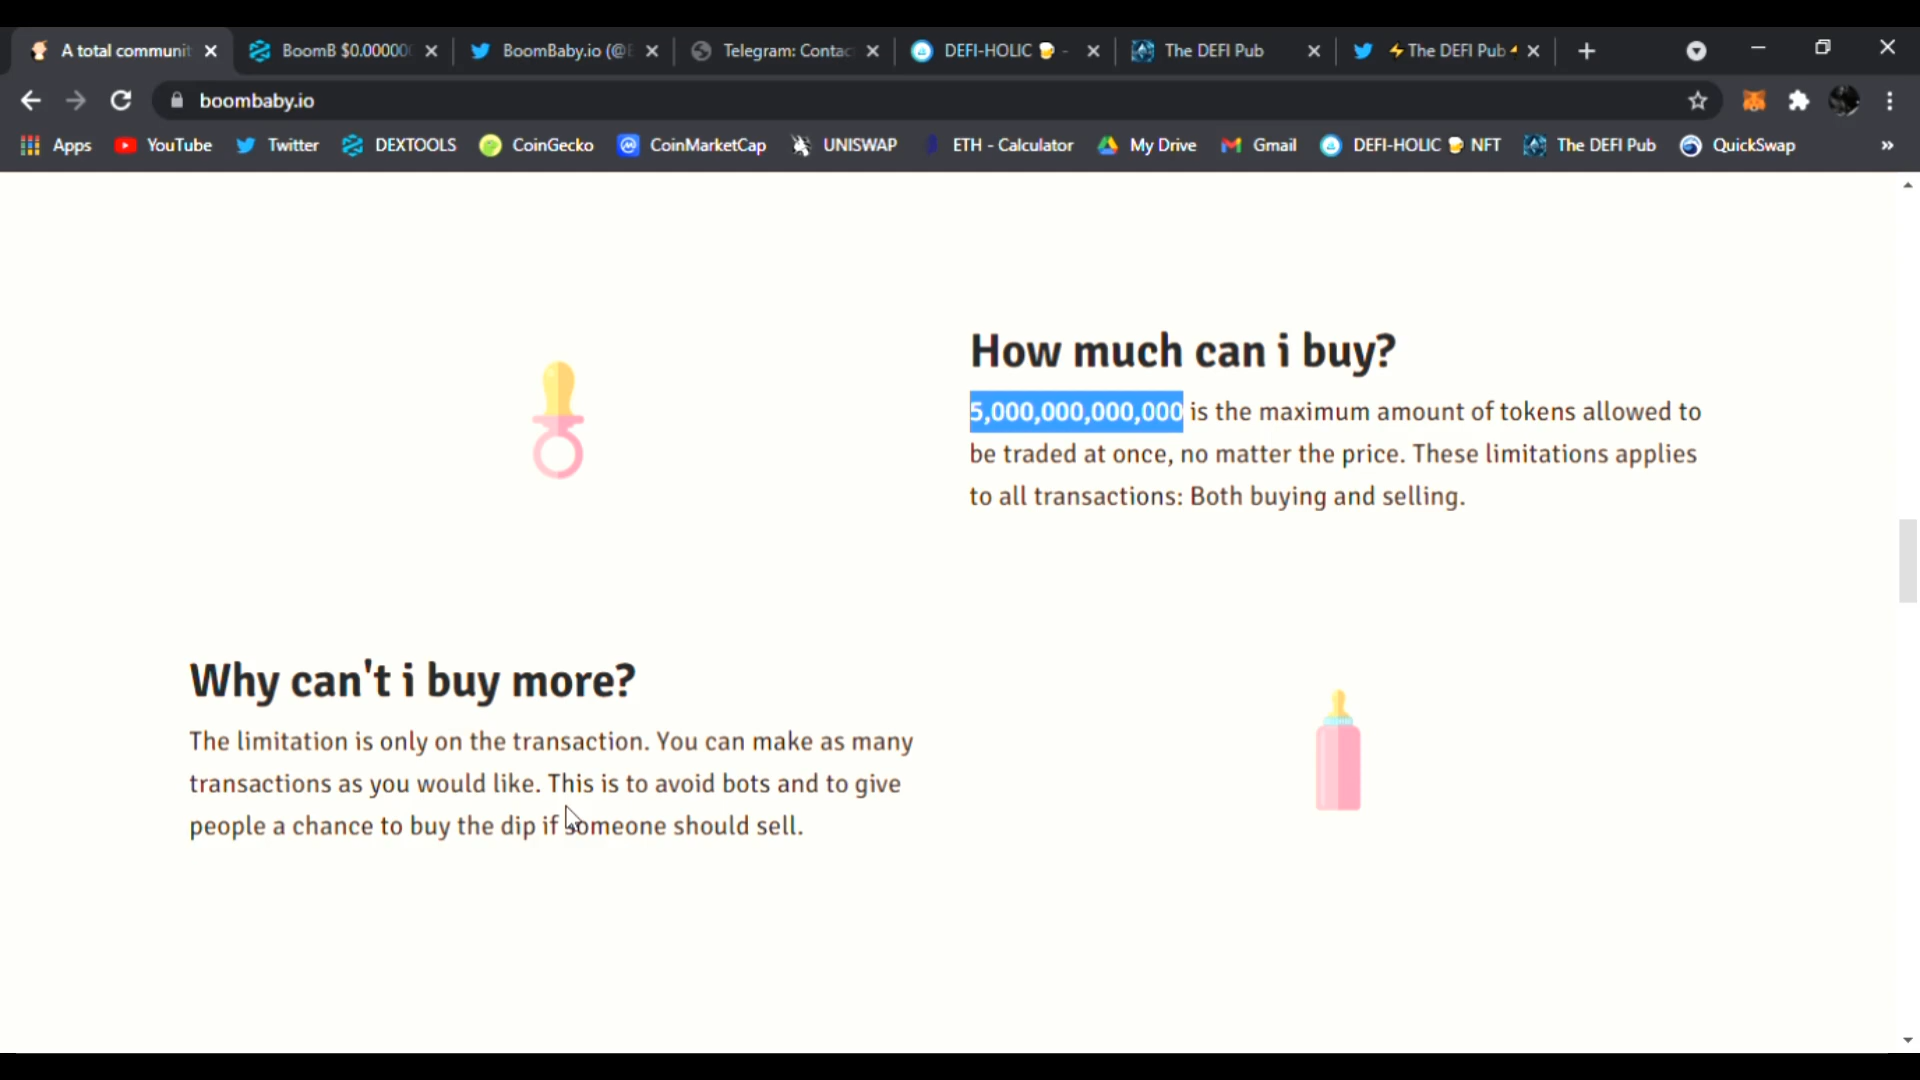 A total communit
BoomB $0.00000
BoomBaby.io (@
Telegram: Contac
DEFI-HOLIC 🍺 -
The DEFI Pub
⚡The DEFI Pub
boombaby.io
Apps
YouTube
Twitter
DEXTOOLS
CoinGecko
CoinMarketCap
UNISWAP
ETH - Calculator
My Drive
Gmail
DEFI-HOLIC 🍺 NFT
The DEFI Pub
QuickSwap
»
How much can i buy?
5,000,000,000,000 is the maximum amount of tokens allowed to
be traded at once, no matter the price. These limitations applies
to all transactions: Both buying and selling.
Why can't i buy more?
The limitation is only on the transaction. You can make as many
transactions as you would like. This is to avoid bots and to give
people a chance to buy the dip if someone should sell.